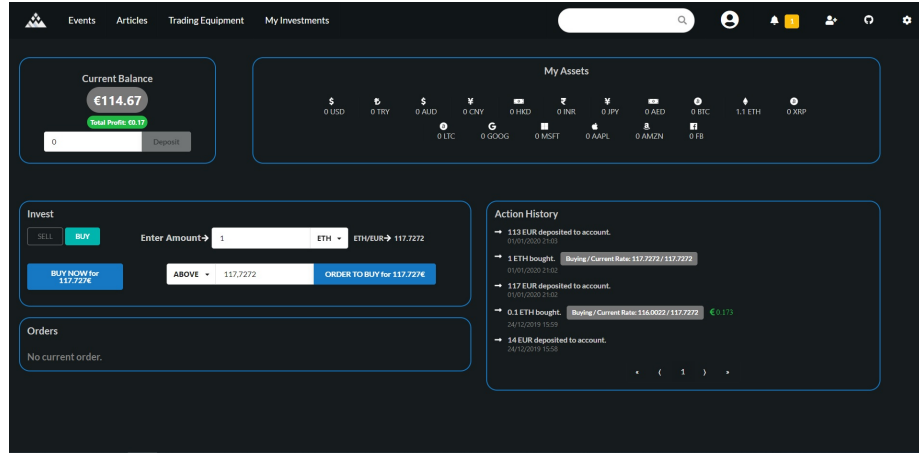 Events Articles Trading Equipment My Investments 1
Current Balance
€114.67
Total Profit: €0.17
0 Deposit
My Assets
0 USD 0 TRY 0 AUD 0 CNY 0 HKD 0 INR 0 JPY 0 AED 0 BTC 1.1 ETH 0 XRP
0 LTC 0 GOOG 0 MSFT 0 AAPL 0 AMZN 0 FB
Invest
SELL BUY Enter Amount→ 1 ETH ETH/EUR→ 117.7272
BUY NOW for
117.727€
ABOVE 117,7272 ORDER TO BUY for 117.727€
Orders
No current order.
Action History
→ 113 EUR deposited to account.
01/01/2020 21:03
→ 1 ETH bought. Buying / Current Rate: 117.7272 / 117.7272
01/01/2020 21:02
→ 117 EUR deposited to account.
01/01/2020 21:02
→ 0.1 ETH bought. Buying / Current Rate: 116.0022 / 117.7272 €0.173
24/12/2019 15:59
→ 14 EUR deposited to account.
24/12/2019 15:58
« ⟨ 1 ⟩ »